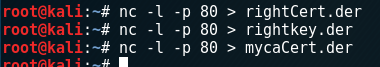 root@kali:~# nc -l -p 80 > rightCert.der
root@kali:~# nc -l -p 80 > rightkey.der
root@kali:~# nc -l -p 80 > mycaCert.der
root@kali:~#